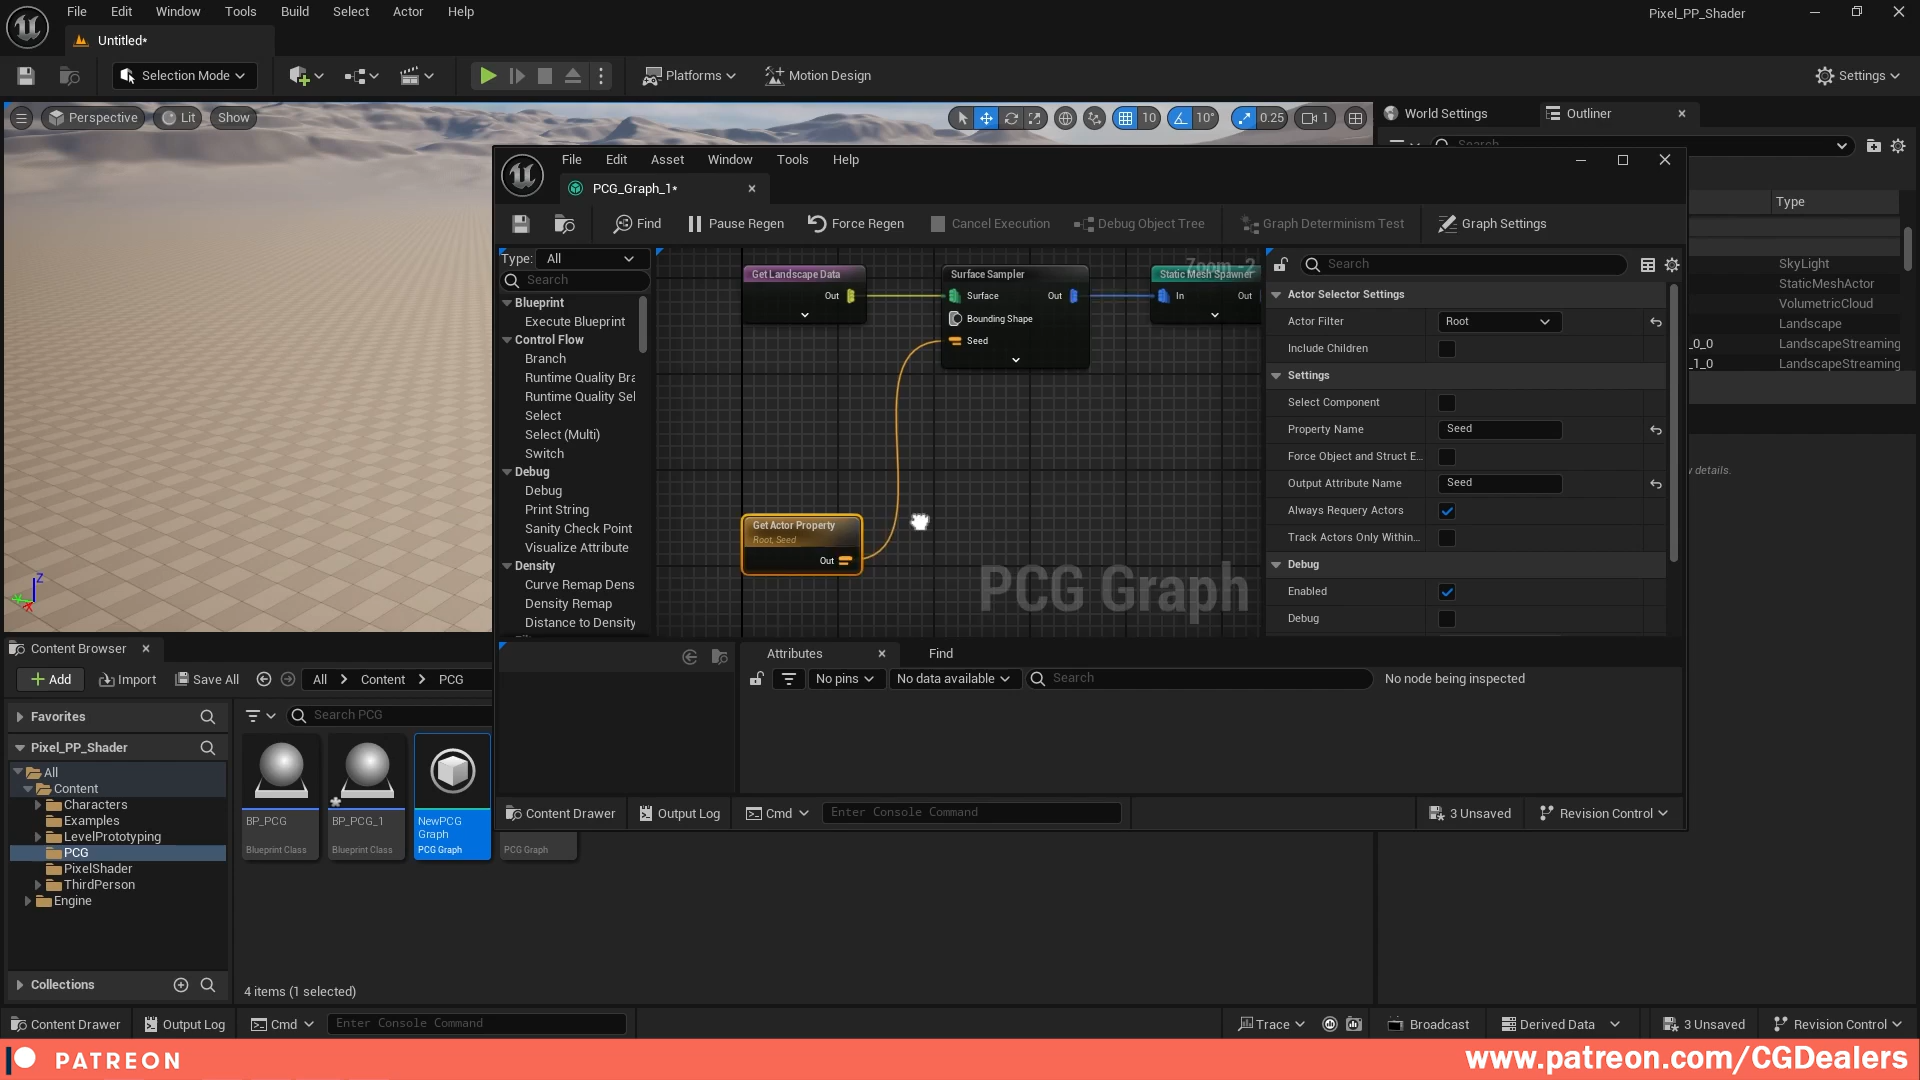 File Edit Window Tools Build Select Actor Help
Pixel_PP_Shader
Untitled*
Selection Mode
Platforms
Motion Design
Settings
Perspective
Lit
Show
10
10°
0.25
1
World Settings
Outliner
Search
Type
SkyLight
StaticMeshActor
VolumetricCloud
Landscape
_0_0 LandscapeStreaming
_1_0 LandscapeStreaming
details.
File Edit Asset Window Tools Help
PCG_Graph_1*
Find
Pause Regen
Force Regen
Cancel Execution
Debug Object Tree
Graph Determinism Test
Graph Settings
Type: All
Search
Blueprint
Execute Blueprint
Control Flow
Branch
Runtime Quality Bra
Runtime Quality Sel
Select
Select (Multi)
Switch
Debug
Debug
Print String
Sanity Check Point
Visualize Attribute
Density
Curve Remap Dens
Density Remap
Distance to Density
Zoom -2
Get Landscape Data
Out
Surface Sampler
Surface Out
Bounding Shape
Seed
Static Mesh Spawner
In Out
Get Actor Property
Root, Seed
Out
PCG Graph
Search
Actor Selector Settings
Actor Filter Root
Include Children
Settings
Select Component
Property Name Seed
Force Object and Struct E...
Output Attribute Name Seed
Always Requery Actors
Track Actors Only Within...
Debug
Enabled
Debug
Attributes
Find
No pins
No data available
Search
No node being inspected
Content Drawer
Output Log
Cmd
Enter Console Command
3 Unsaved
Revision Control
Content Browser
Add
Import
Save All
All > Content > PCG
Favorites
Search PCG
Pixel_PP_Shader
All
Content
Characters
Examples
LevelPrototyping
PCG
PixelShader
ThirdPerson
Engine
Collections
BP_PCG
Blueprint Class
BP_PCG_1
Blueprint Class
NewPCG
Graph
PCG Graph
PCG Graph
4 items (1 selected)
Content Drawer
Output Log
Cmd
Enter Console Command
Trace
Broadcast
Derived Data
3 Unsaved
Revision Control
PATREON
www.patreon.com/CGDealers